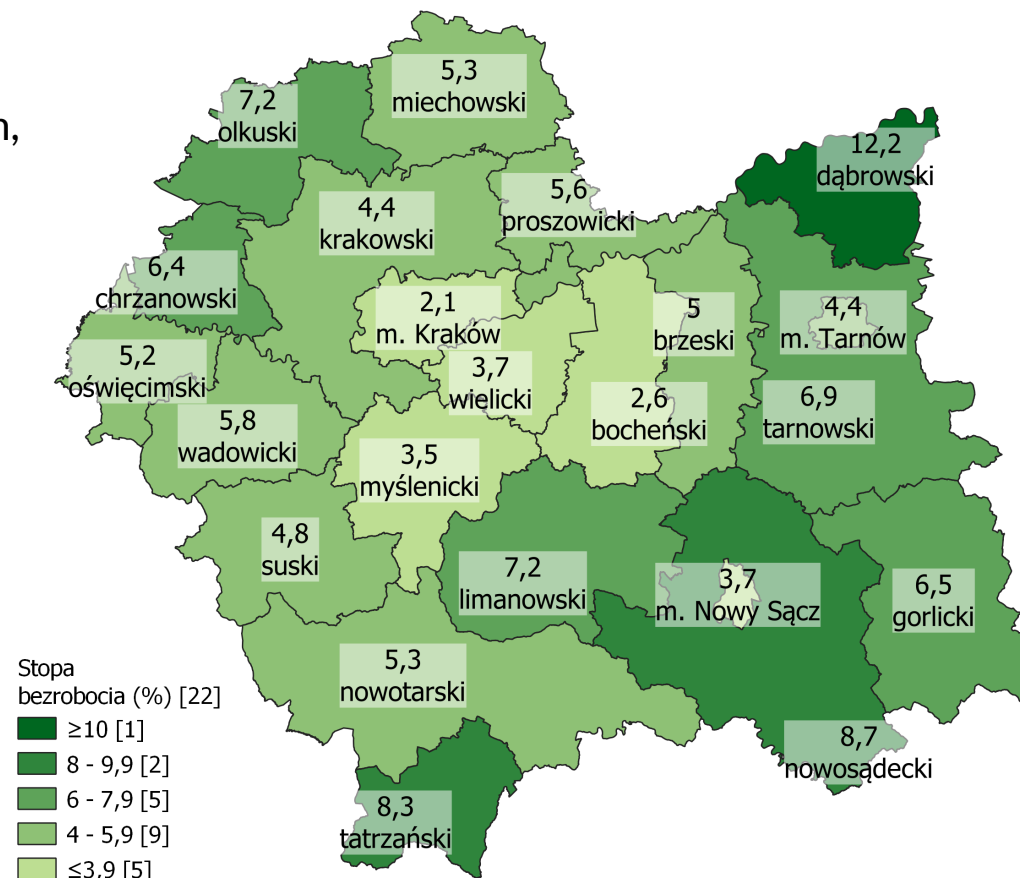 n,
5,3
miechowski
7,2
olkuski
12,2
dąbrowski
5,6
proszowicki
4,4
krakowski
6,4
chrzanowski
2,1
m. Kraków
5
brzeski
4,4
m. Tarnów
5,2
oświęcimski
3,7
wielicki
2,6
bocheński
6,9
tarnowski
5,8
wadowicki
3,5
myślenicki
4,8
suski
7,2
limanowski
3,7
m. Nowy Sącz
6,5
gorlicki
5,3
nowotarski
8,7
nowosądecki
8,3
tatrzański
Stopa
bezrobocia (%) [22]
≥10 [1]
8 - 9,9 [2]
6 - 7,9 [5]
4 - 5,9 [9]
≤3,9 [5]